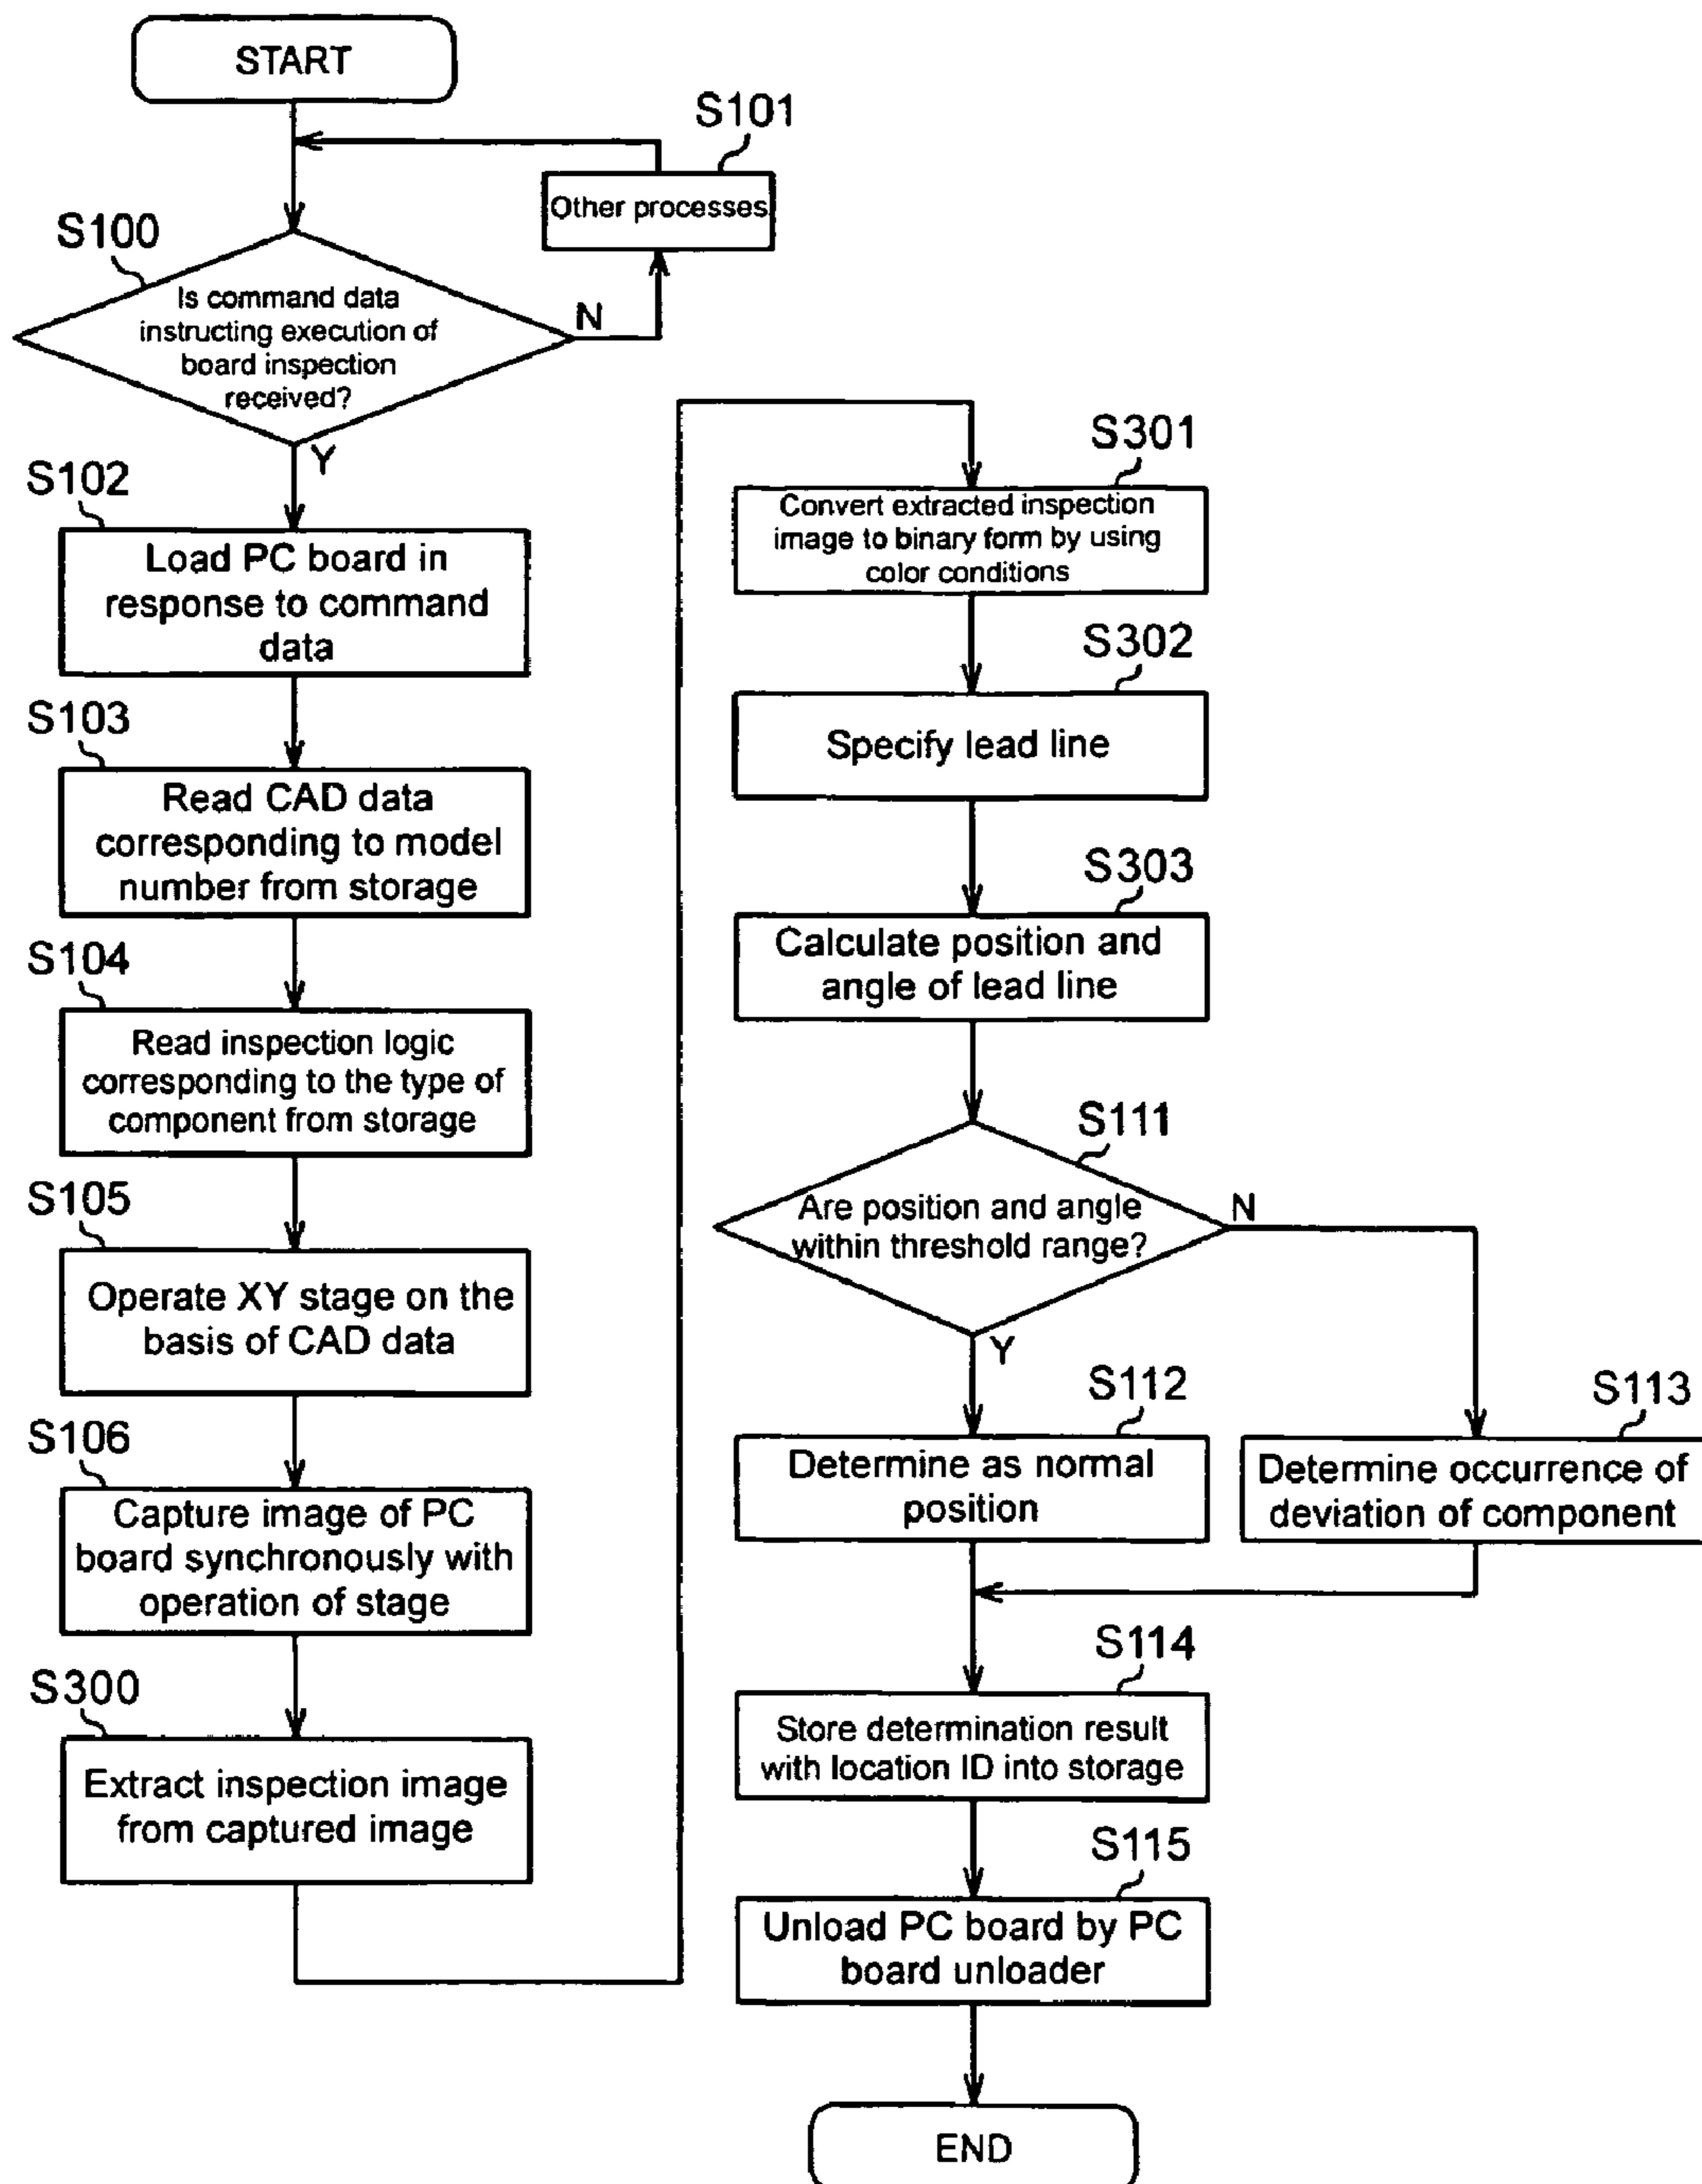 START
S101
Other processes
S100
Is command data
instructing execution of
board inspection
received?
N
Y
S102
Load PC board in
response to command
data
S103
Read CAD data
corresponding to model
number from storage
S104
Read inspection logic
corresponding to the type of
component from storage
S105
Operate XY stage on the
basis of CAD data
S106
Capture image of PC
board synchronously with
operation of stage
S300
Extract inspection image
from captured image
S301
Convert extracted inspection
image to binary form by using
color conditions
S302
Specify lead line
S303
Calculate position and
angle of lead line
S111
Are position and angle
within threshold range?
N
Y
S112
Determine as normal
position
S113
Determine occurrence of
deviation of component
S114
Store determination result
with location ID into storage
S115
Unload PC board by PC
board unloader
END